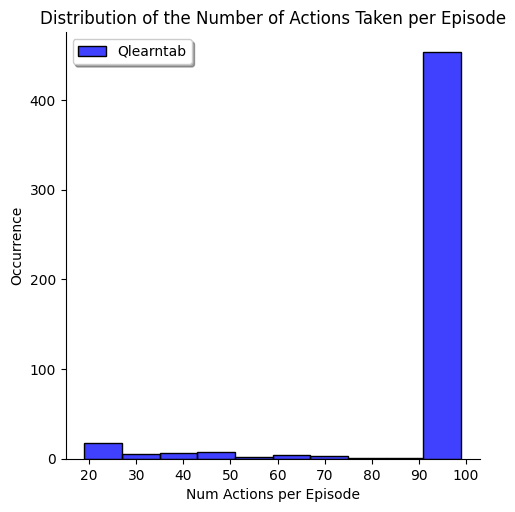 Distribution of the Number of Actions Taken per Episode
Qlearntab
400
300
200
100
0
Occurrence
20 30 40 50 60 70 80 90 100
Num Actions per Episode